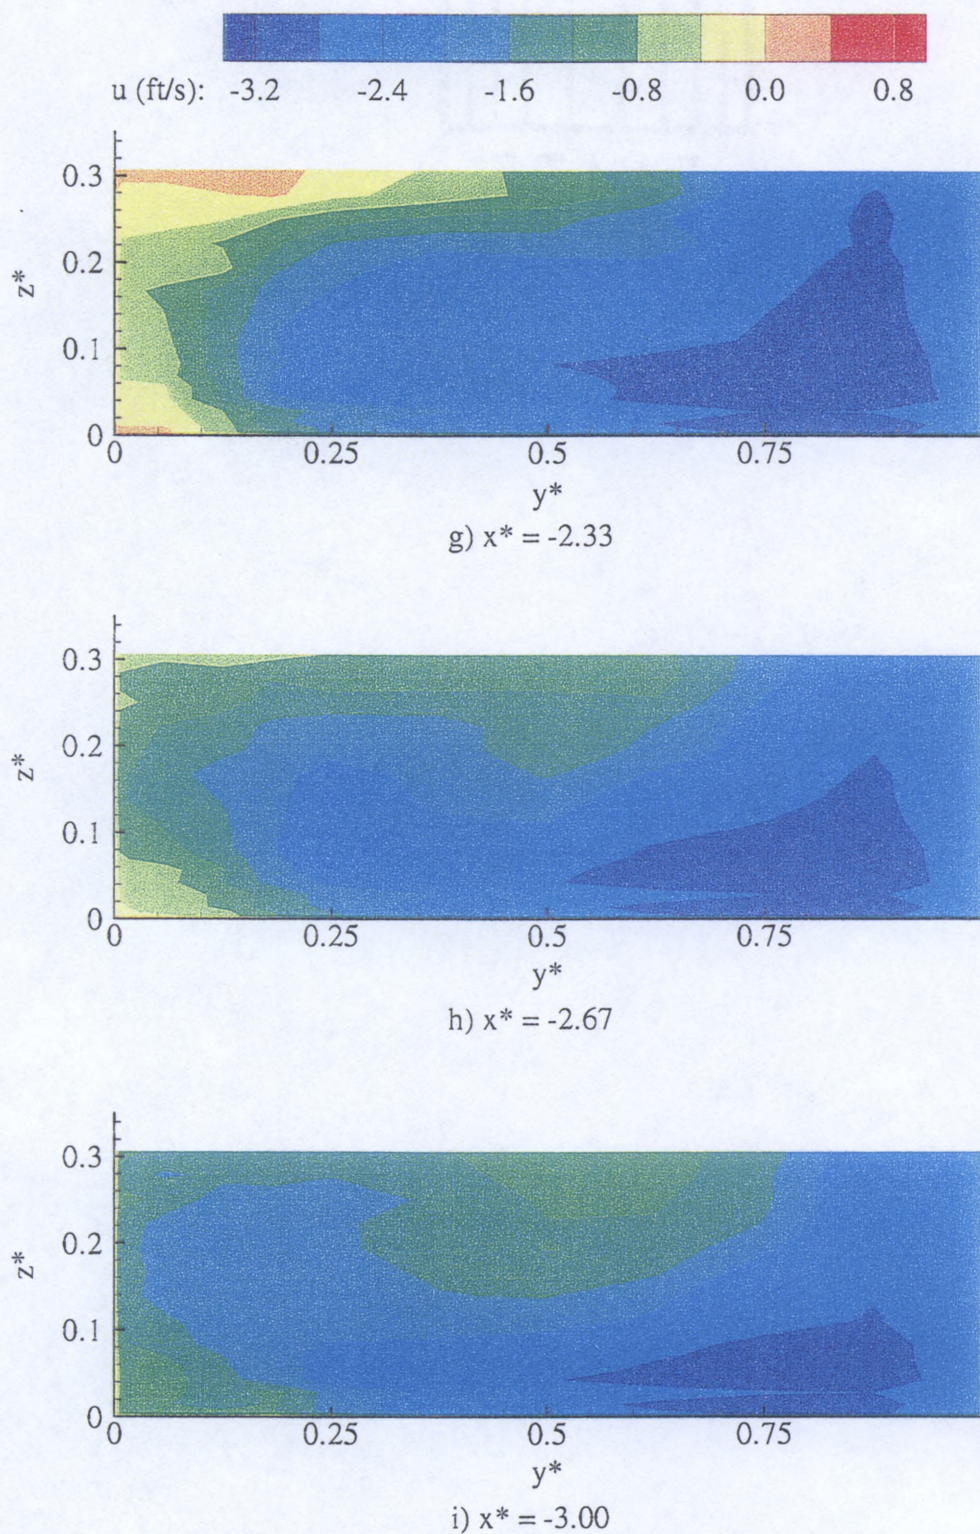 u (ft/s): -3.2 -2.4 -1.6 -0.8 0.0 0.8
0.3
0.2
z*
0.1
0
0 0.25 0.5 0.75
y*
g) x* = -2.33
0.3
0.2
z*
0.1
0
0 0.25 0.5 0.75
y*
h) x* = -2.67
0.3
0.2
z*
0.1
0
0 0.25 0.5 0.75
y*
i) x* = -3.00